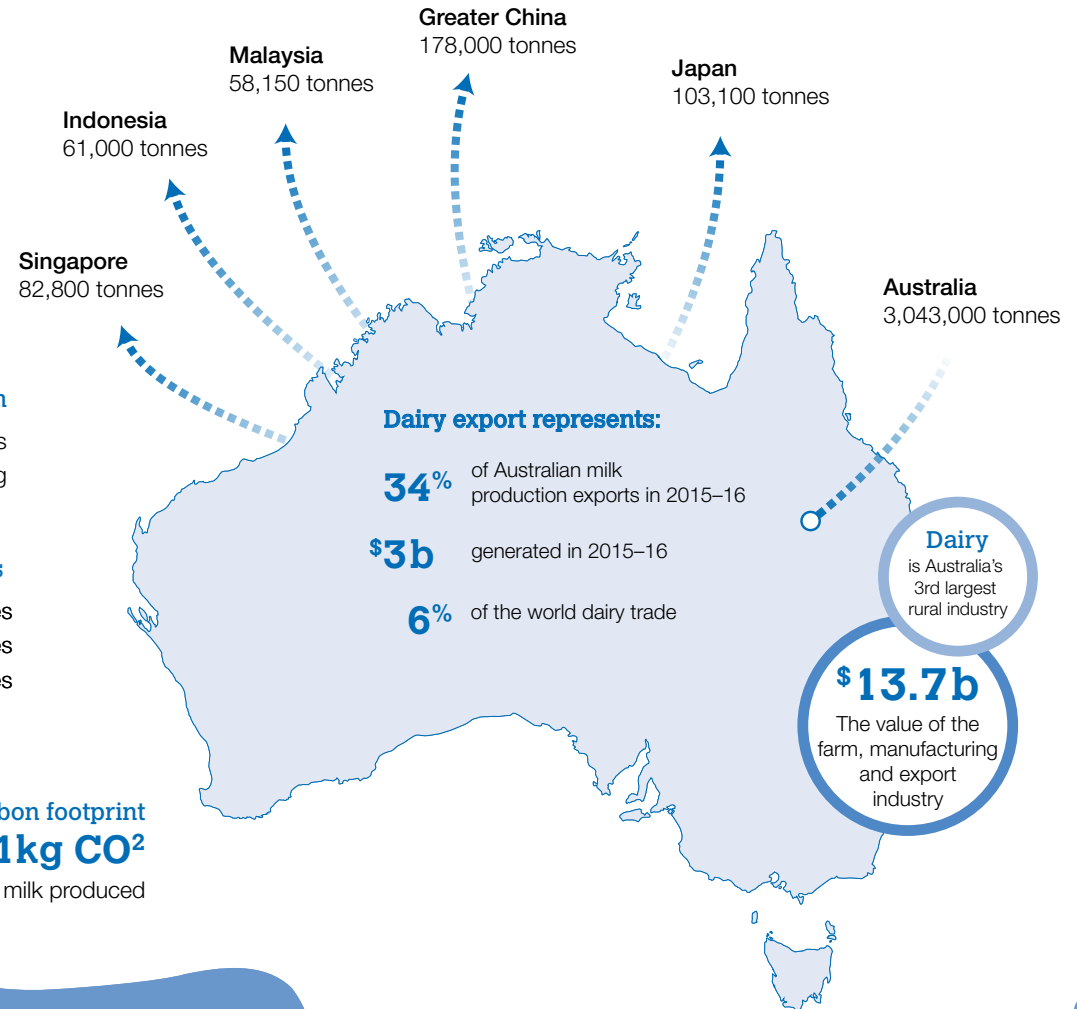 Greater China
178,000 tonnes
Malaysia
58,150 tonnes
Japan
103,100 tonnes
Indonesia
61,000 tonnes
Singapore
82,800 tonnes
Australia
3,043,000 tonnes
Dairy export represents:
34% of Australian milk
production exports in 2015–16
$3b generated in 2015–16
6% of the world dairy trade
Dairy
is Australia's
3rd largest
rural industry
$13.7b
The value of the
farm, manufacturing
and export
industry
footprint
1kg CO²
milk produced